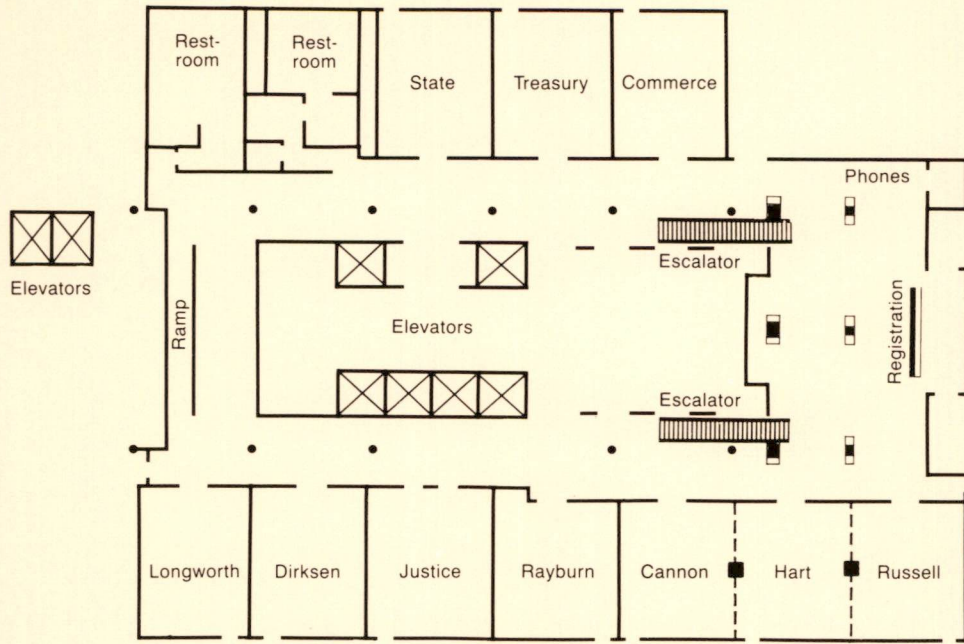 Rest-
room
Rest-
room
State
Treasury
Commerce
Phones
Elevators
Ramp
Elevators
Escalator
Escalator
Registration
Longworth
Dirksen
Justice
Rayburn
Cannon
Hart
Russell